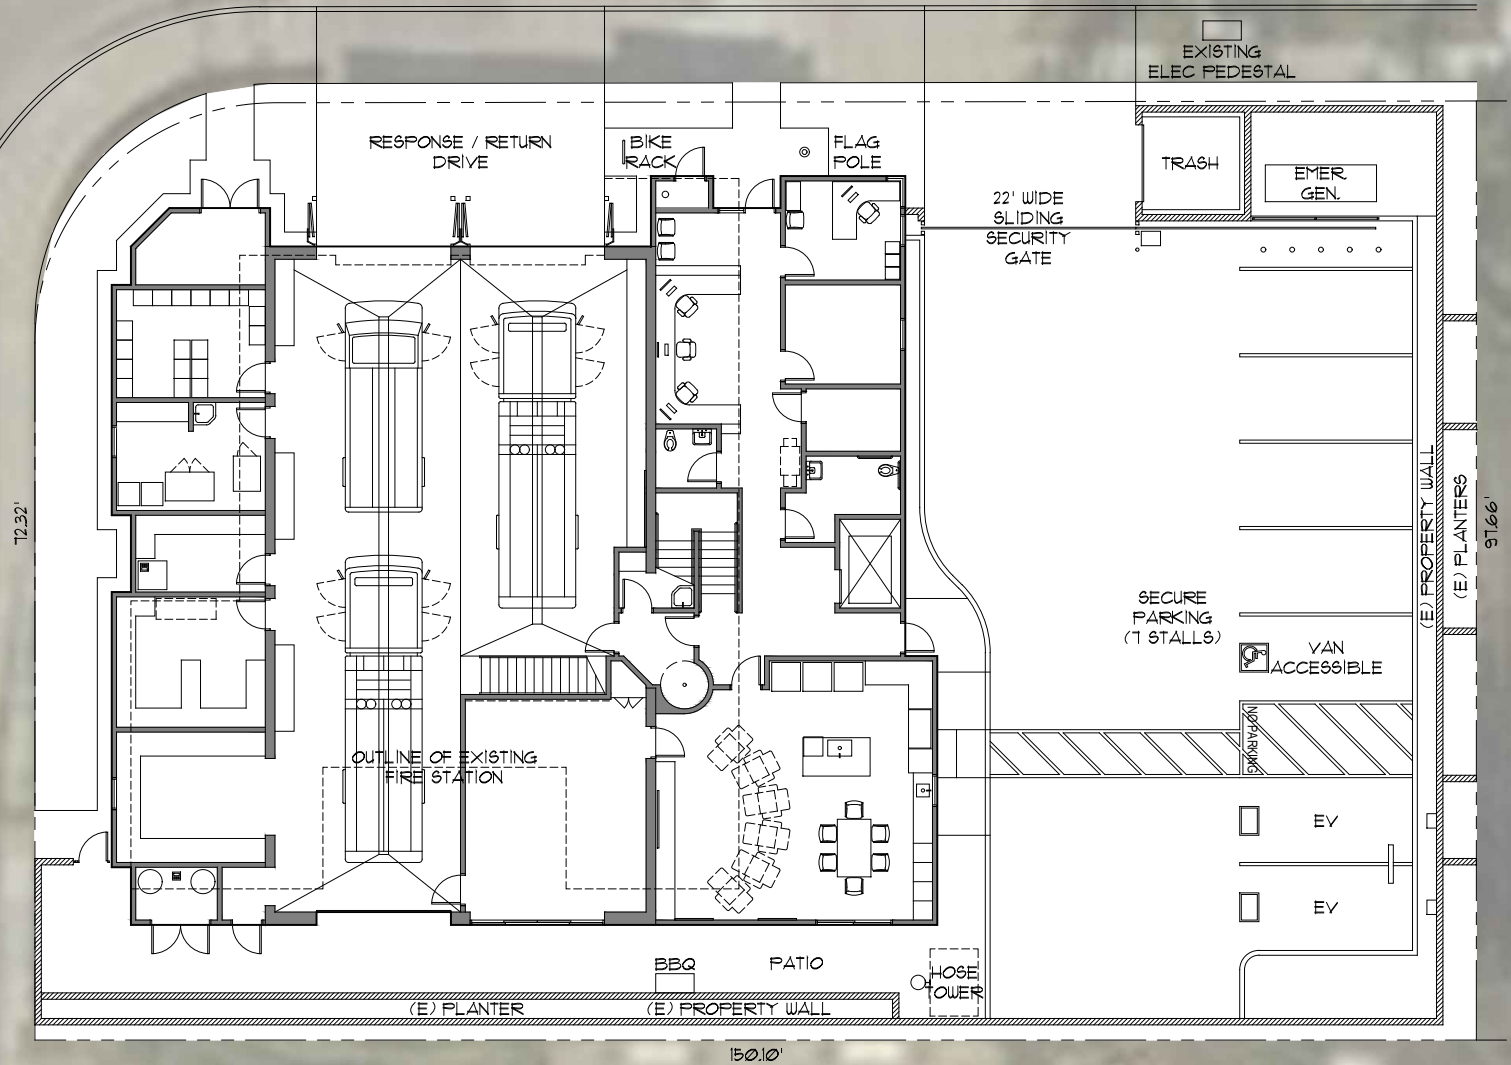 EXISTING
ELEC PEDESTAL
RESPONSE / RETURN
DRIVE
BIKE
RACK
FLAG
POLE
TRASH
EMER
GEN.
22' WIDE
SLIDING
SECURITY
GATE
72.32'
97.66'
(E) PROPERTY WALL
(E) PLANTERS
SECURE
PARKING
(7 STALLS)
VAN
ACCESSIBLE
NO PARKING
OUTLINE OF EXISTING
FIRE STATION
EV
EV
BBQ
PATIO
HOSE
TOWER
(E) PLANTER
(E) PROPERTY WALL
150.10'